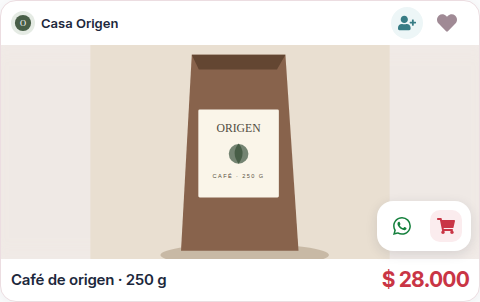 O
Casa Origen
ORIGEN
CAFÉ · 250 G
Café de origen · 250 g
$ 28.000